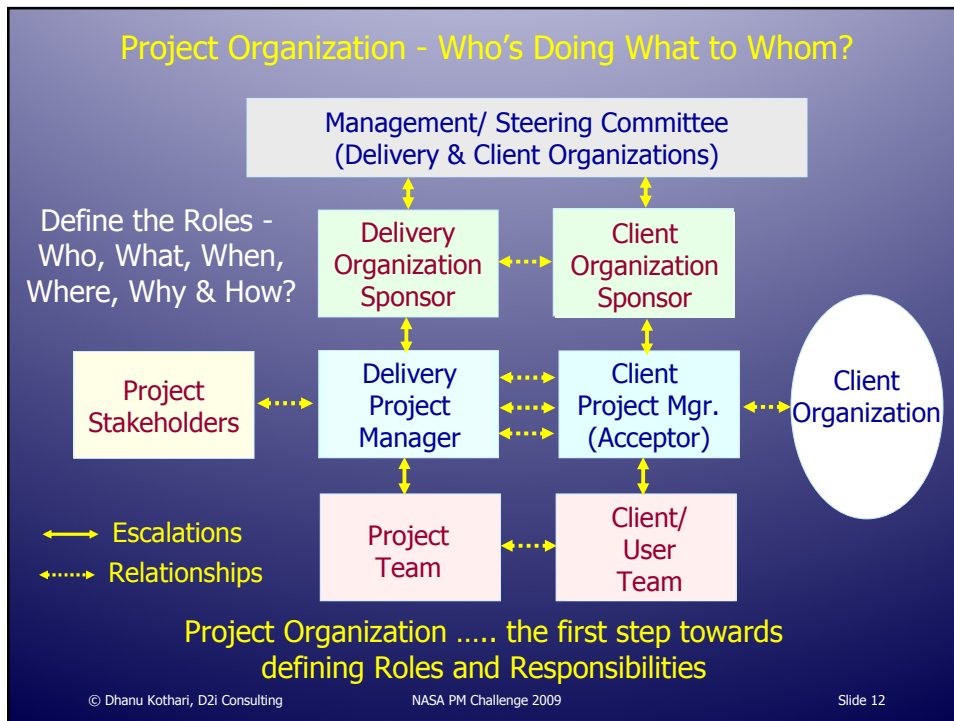 Project Organization - Who's Doing What to Whom?
Management/ Steering Committee
(Delivery & Client Organizations)
Define the Roles -
Who, What, When,
Where, Why & How?
Delivery
Organization
Sponsor
Client
Organization
Sponsor
Project
Stakeholders
Delivery
Project
Manager
Client
Project Mgr.
(Acceptor)
Client
Organization
Escalations
Relationships
Project
Team
Client/
User
Team
Project Organization ..... the first step towards
defining Roles and Responsibilities
© Dhanu Kothari, D2i Consulting
NASA PM Challenge 2009
Slide 12